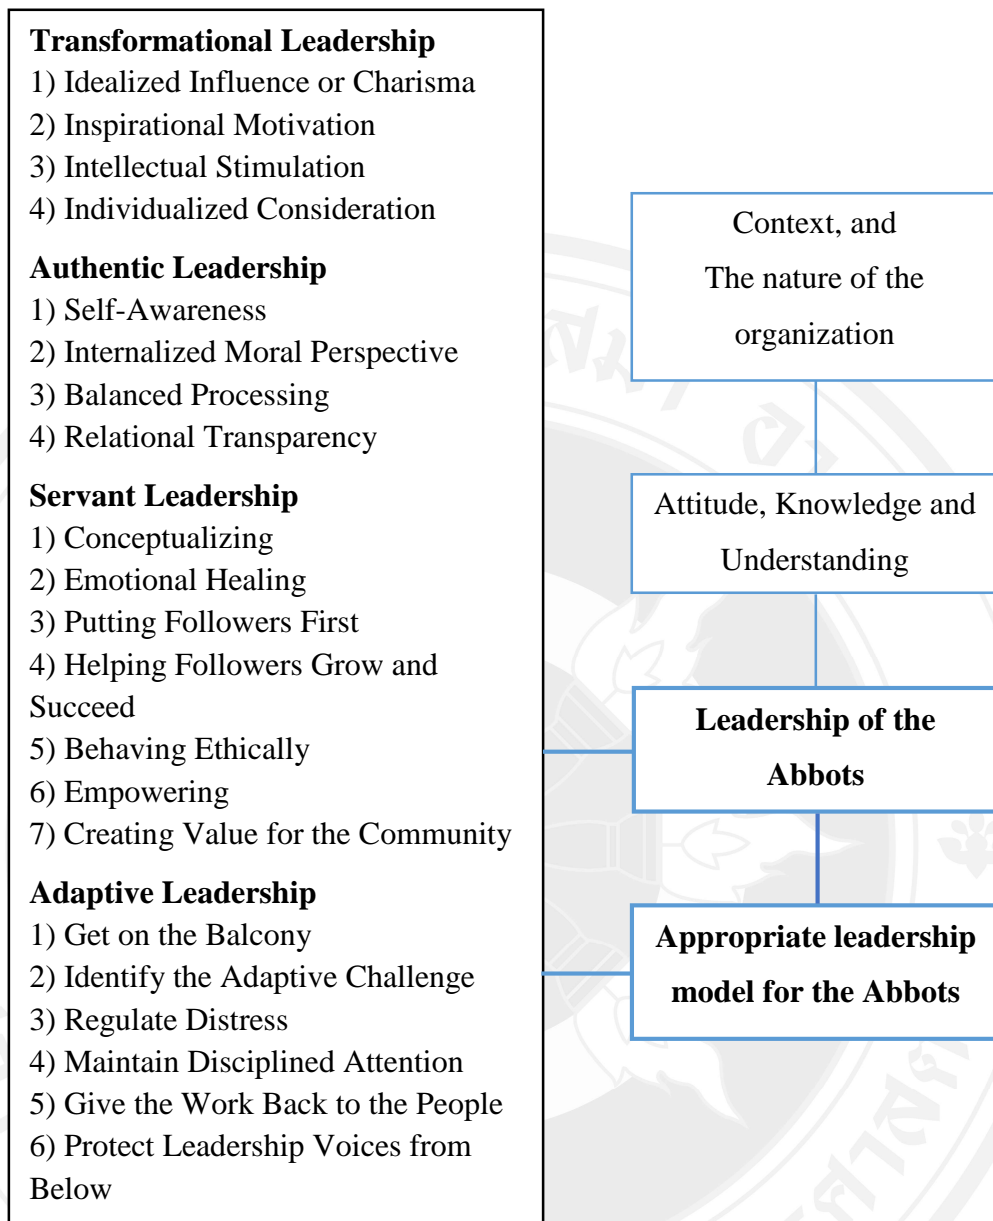 Transformational Leadership
1) Idealized Influence or Charisma
2) Inspirational Motivation
3) Intellectual Stimulation
4) Individualized Consideration
Authentic Leadership
1) Self-Awareness
2) Internalized Moral Perspective
3) Balanced Processing
4) Relational Transparency
Servant Leadership
1) Conceptualizing
2) Emotional Healing
3) Putting Followers First
4) Helping Followers Grow and
Succeed
5) Behaving Ethically
6) Empowering
7) Creating Value for the Community
Adaptive Leadership
1) Get on the Balcony
2) Identify the Adaptive Challenge
3) Regulate Distress
4) Maintain Disciplined Attention
5) Give the Work Back to the People
6) Protect Leadership Voices from
Below
Context, and
The nature of the
organization
Attitude, Knowledge and
Understanding
Leadership of the
Abbots
Appropriate leadership
model for the Abbots